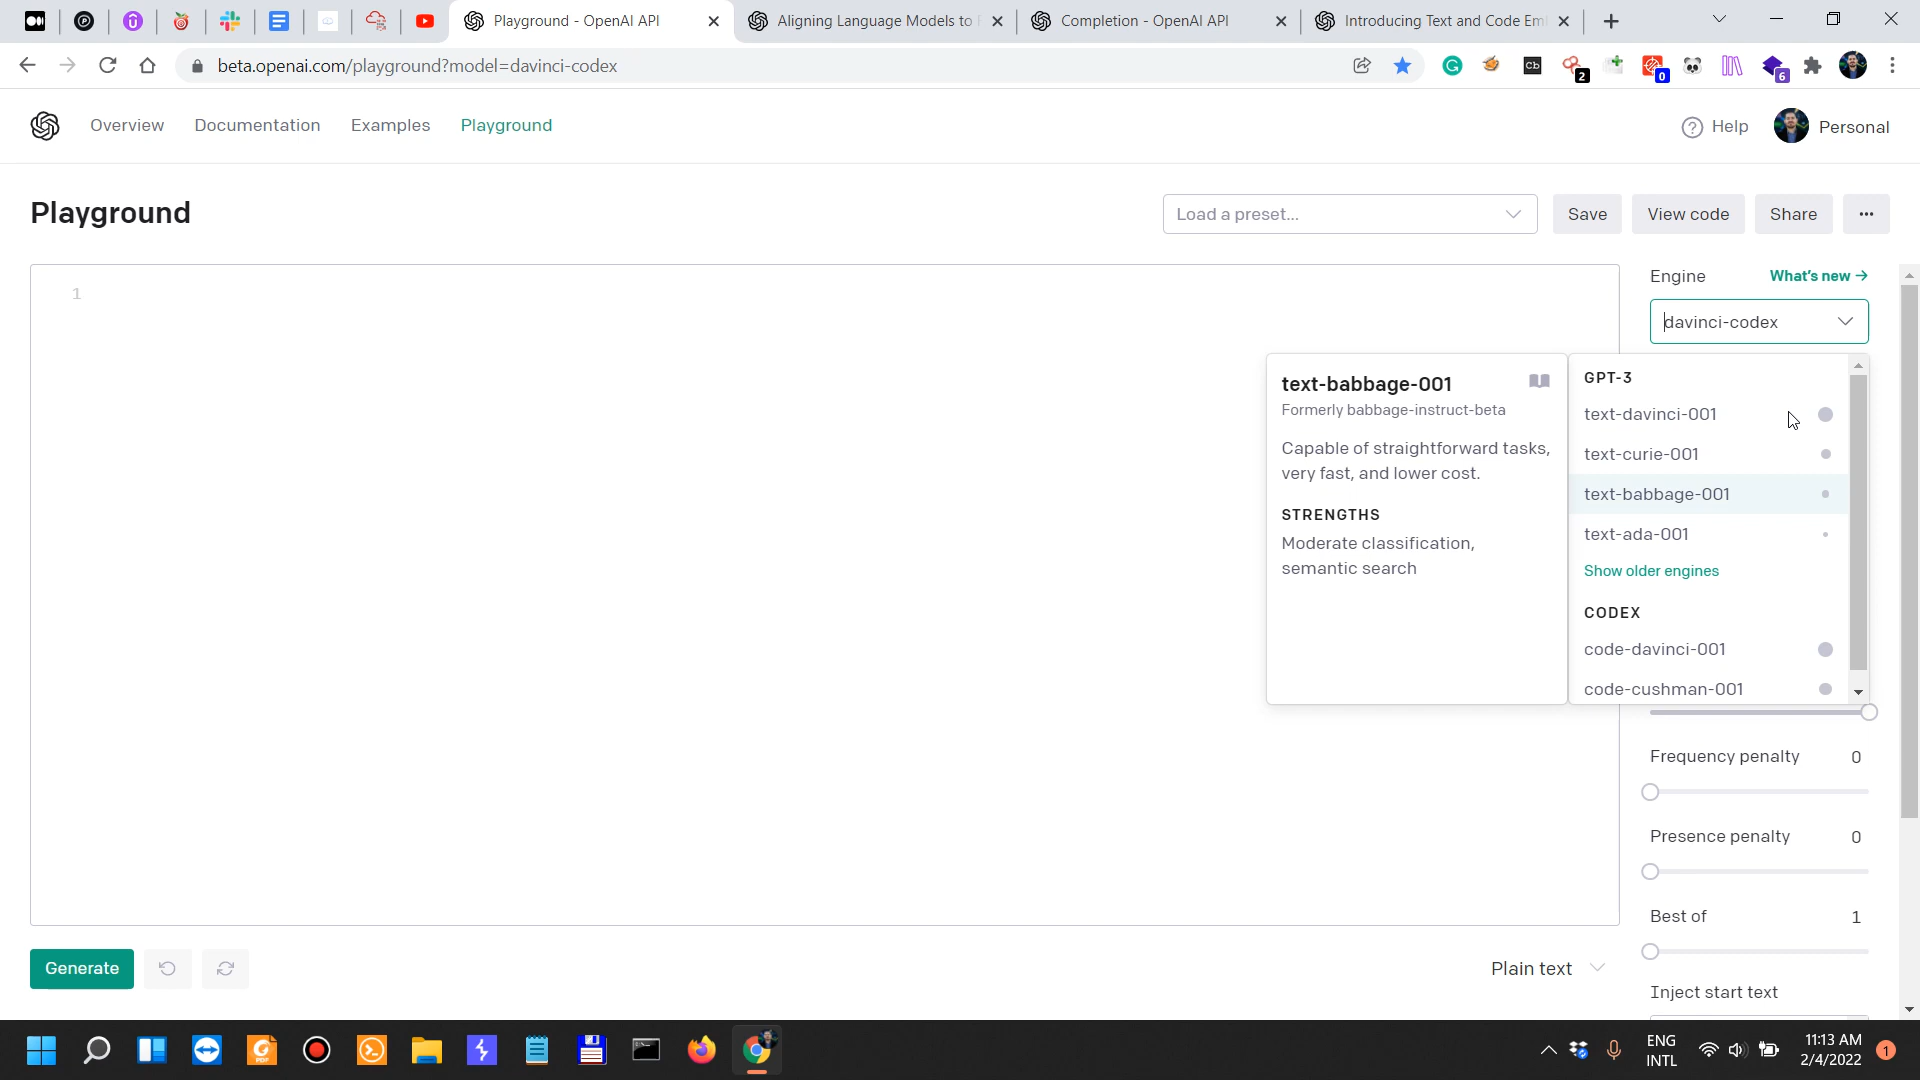 Playground - OpenAI API
Aligning Language Models to F
Completion - OpenAI API
Introducing Text and Code Em
beta.openai.com/playground?model=davinci-codex
Cb
2
0
6
Overview
Documentation
Examples
Playground
Help
Personal
Playground
Load a preset...
Save
View code
Share
1
Engine
What's new →
davinci-codex
text-babbage-001
Formerly babbage-instruct-beta
Capable of straightforward tasks,
very fast, and lower cost.
STRENGTHS
Moderate classification,
semantic search
GPT-3
text-davinci-001
text-curie-001
text-babbage-001
text-ada-001
Show older engines
CODEX
code-davinci-001
code-cushman-001
Frequency penalty 0
Presence penalty 0
Best of 1
Inject start text
Generate
Plain text
ENG
INTL
11:13 AM
2/4/2022
1